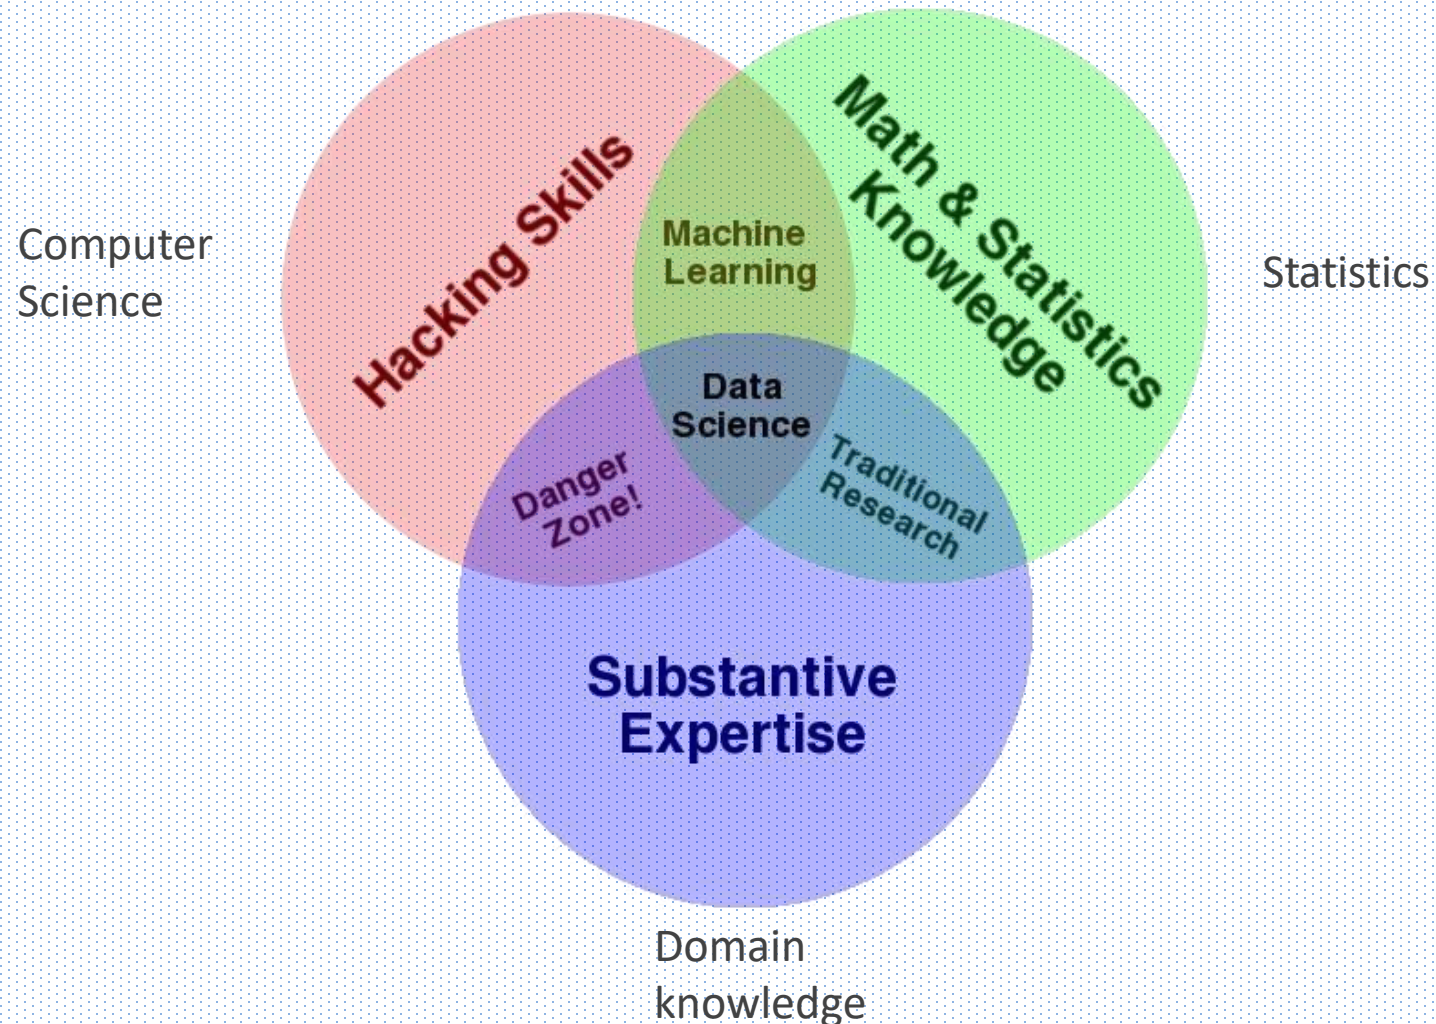 Hacking Skills
Math & Statistics
Knowledge
Machine
Learning
Computer
Science
Statistics
Data
Science
Danger
Zone!
Traditional
Research
Substantive
Expertise
Domain
knowledge